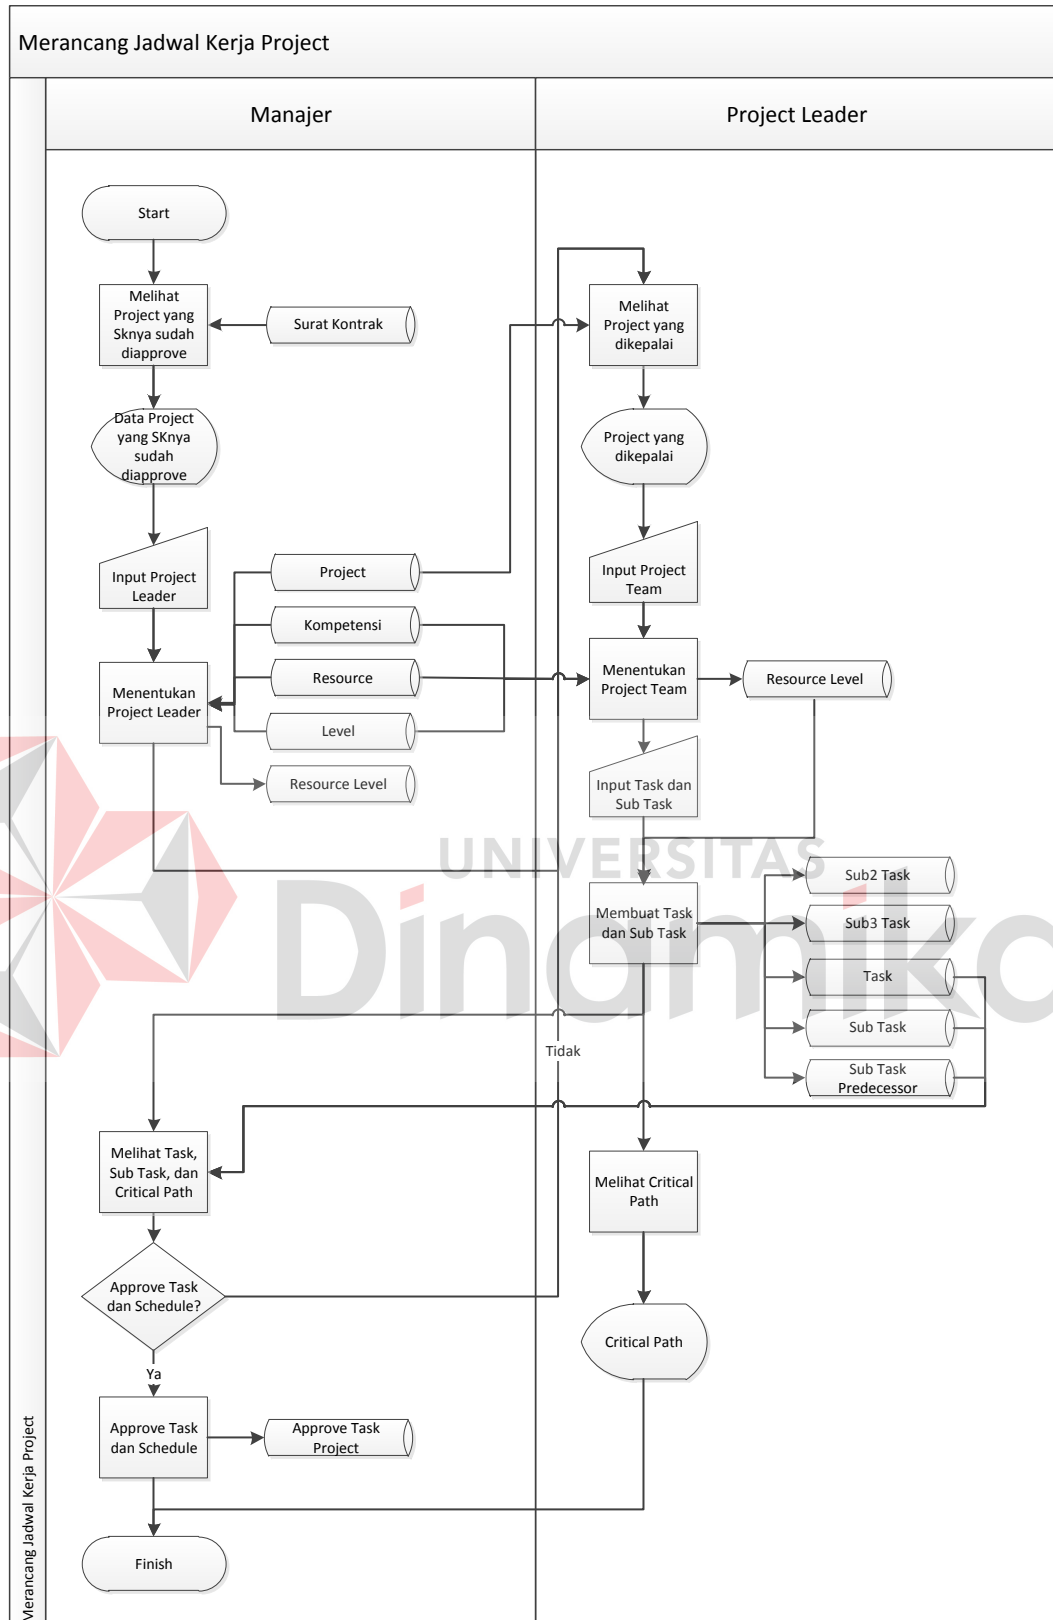 Merancang Jadwal Kerja Project
Manajer
Project Leader
Start
Melihat
Project yang
Sknya sudah
diapprove
Surat Kontrak
Data Project
yang SKnya
sudah
diapprove
Input Project
Leader
Menentukan
Project Leader
Project
Kompetensi
Resource
Level
Resource Level
Melihat
Project yang
dikepalai
Project yang
dikepalai
Input Project
Team
Menentukan
Project Team
Resource Level
Input Task dan
Sub Task
Membuat Task
dan Sub Task
Sub2 Task
Sub3 Task
Task
Sub Task
Sub Task
Predecessor
UNIVERSITAS
Dinamika
Tidak
Melihat Task,
Sub Task, dan
Critical Path
Approve Task
dan Schedule?
Ya
Approve Task
dan Schedule
Approve Task
Project
Finish
Melihat Critical
Path
Critical Path
Merancang Jadwal Kerja Project